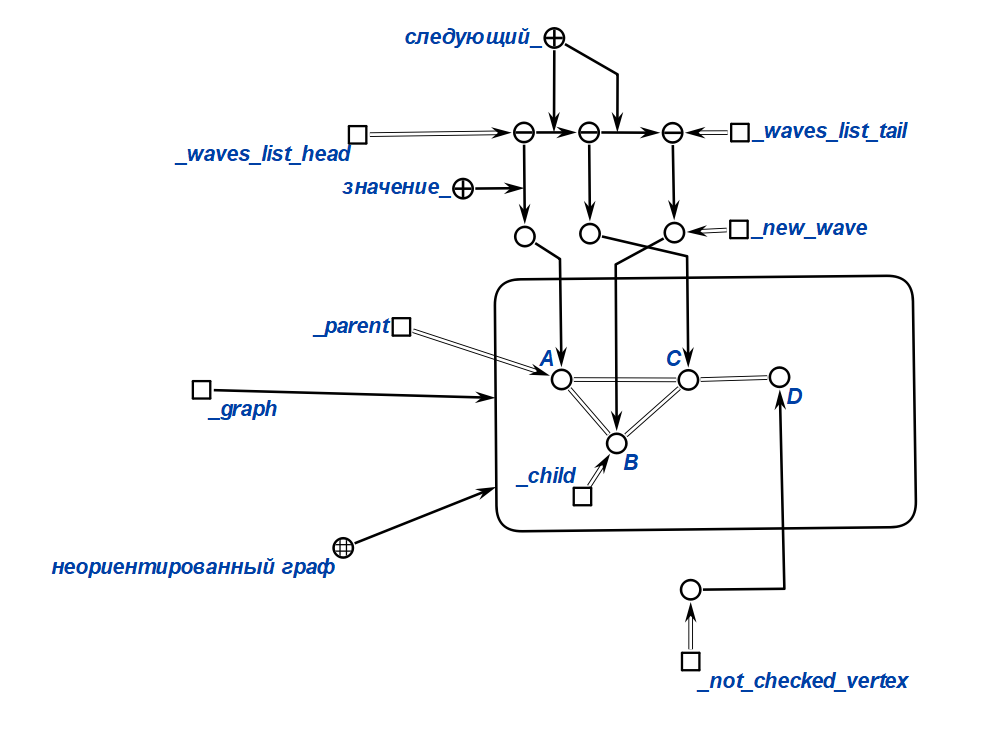 следующий_
_waves_list_head
_waves_list_tail
значение_
_new_wave
_parent
A
C
D
_graph
B
_child
неориентированный граф
_not_checked_vertex